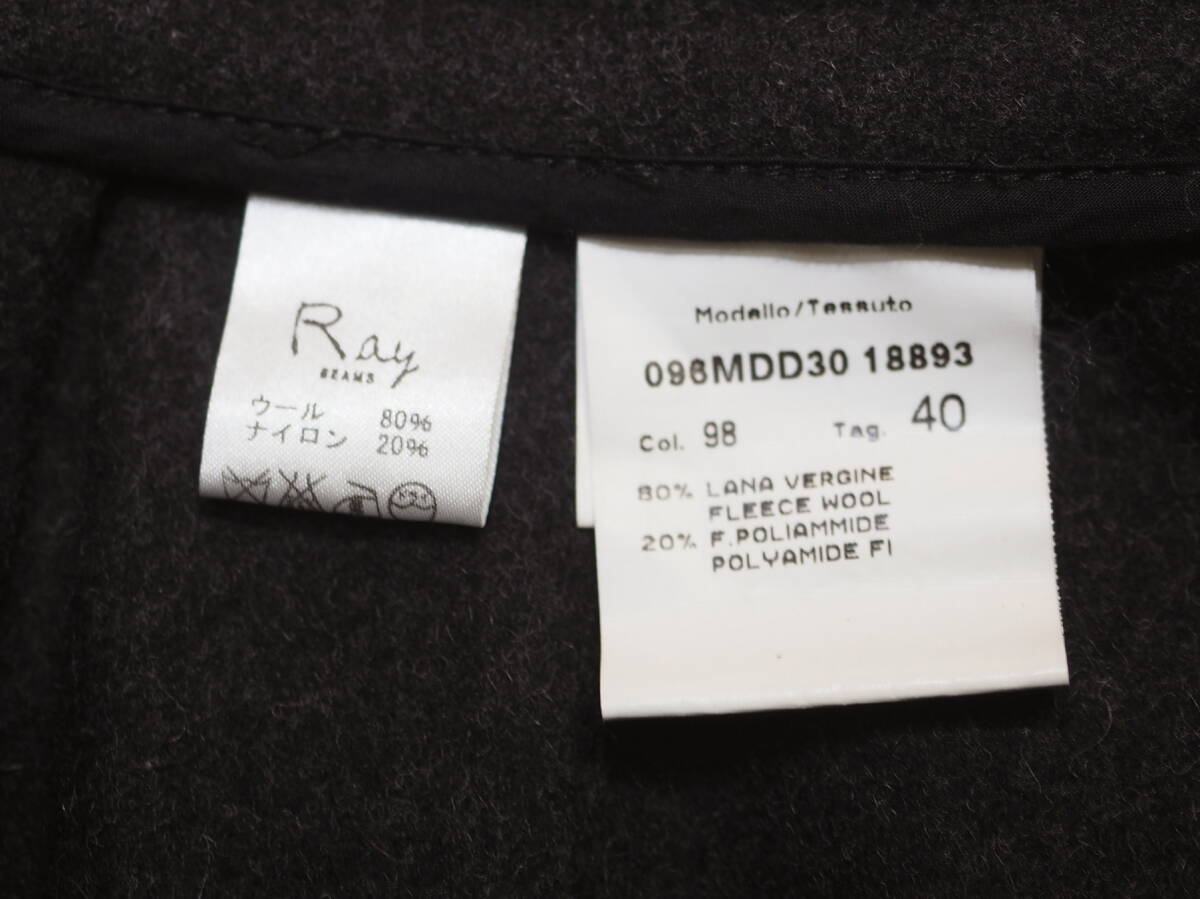 Ray
BEAMS
ウール 80%
ナイロン 20%
Modello/Tessuto
096MDD30 18893
Col. 98 Tag. 40
80% LANA VERGINE
FLEECE WOOL
20% F.POLIAMMIDE
POLYAMIDE FI